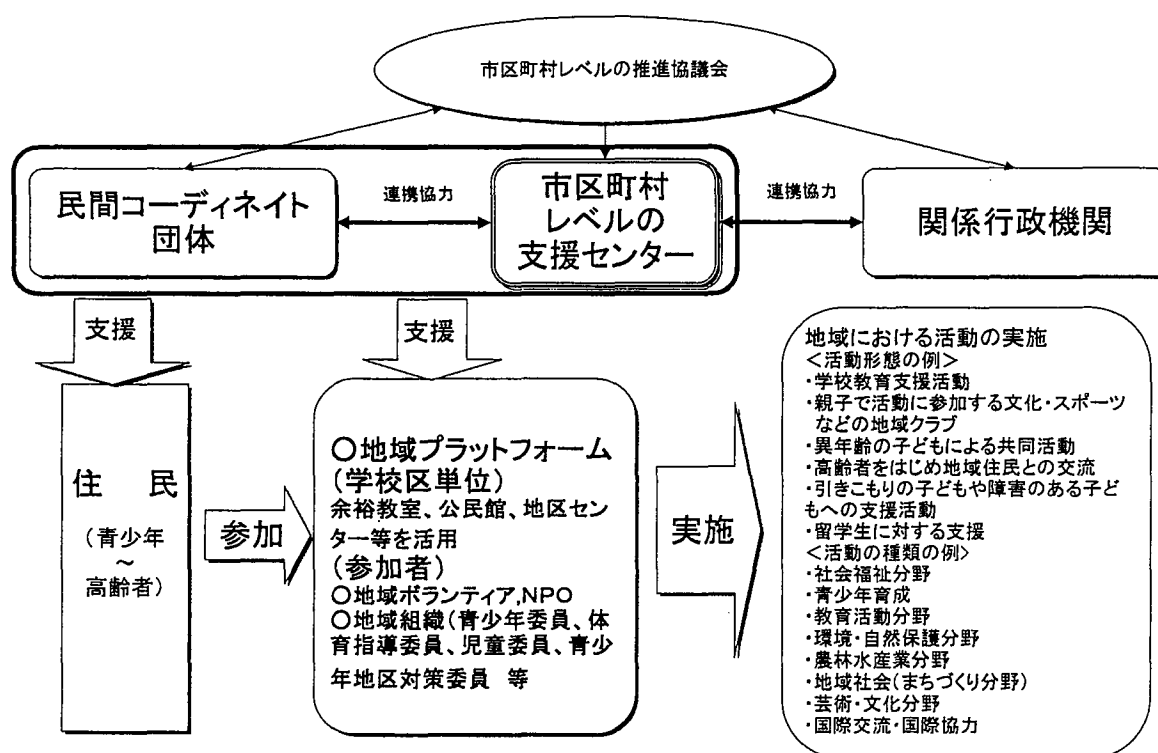 市区町村レベルの推進協議会
民間コーディネイト
団体
連携協力
市区町村
レベルの
支援センター
連携協力
関係行政機関
支援
支援
住　民
(青少年
~
高齢者)
参加
○地域プラットフォーム
(学校区単位)
余裕教室、公民館、地区セン
ター等を活用
(参加者)
○地域ボランティア,NPO
○地域組織(青少年委員、体
育指導委員、児童委員、青少
年地区対策委員　等
実施
地域における活動の実施
<活動形態の例>
・学校教育支援活動
・親子で活動に参加する文化・スポーツ
などの地域クラブ
・異年齢の子どもによる共同活動
・高齢者をはじめ地域住民との交流
・引きこもりの子どもや障害のある子ど
もへの支援活動
・留学生に対する支援
<活動の種類の例>
・社会福祉分野
・青少年育成
・教育活動分野
・環境・自然保護分野
・農林水産業分野
・地域社会(まちづくり分野)
・芸術・文化分野
・国際交流・国際協力